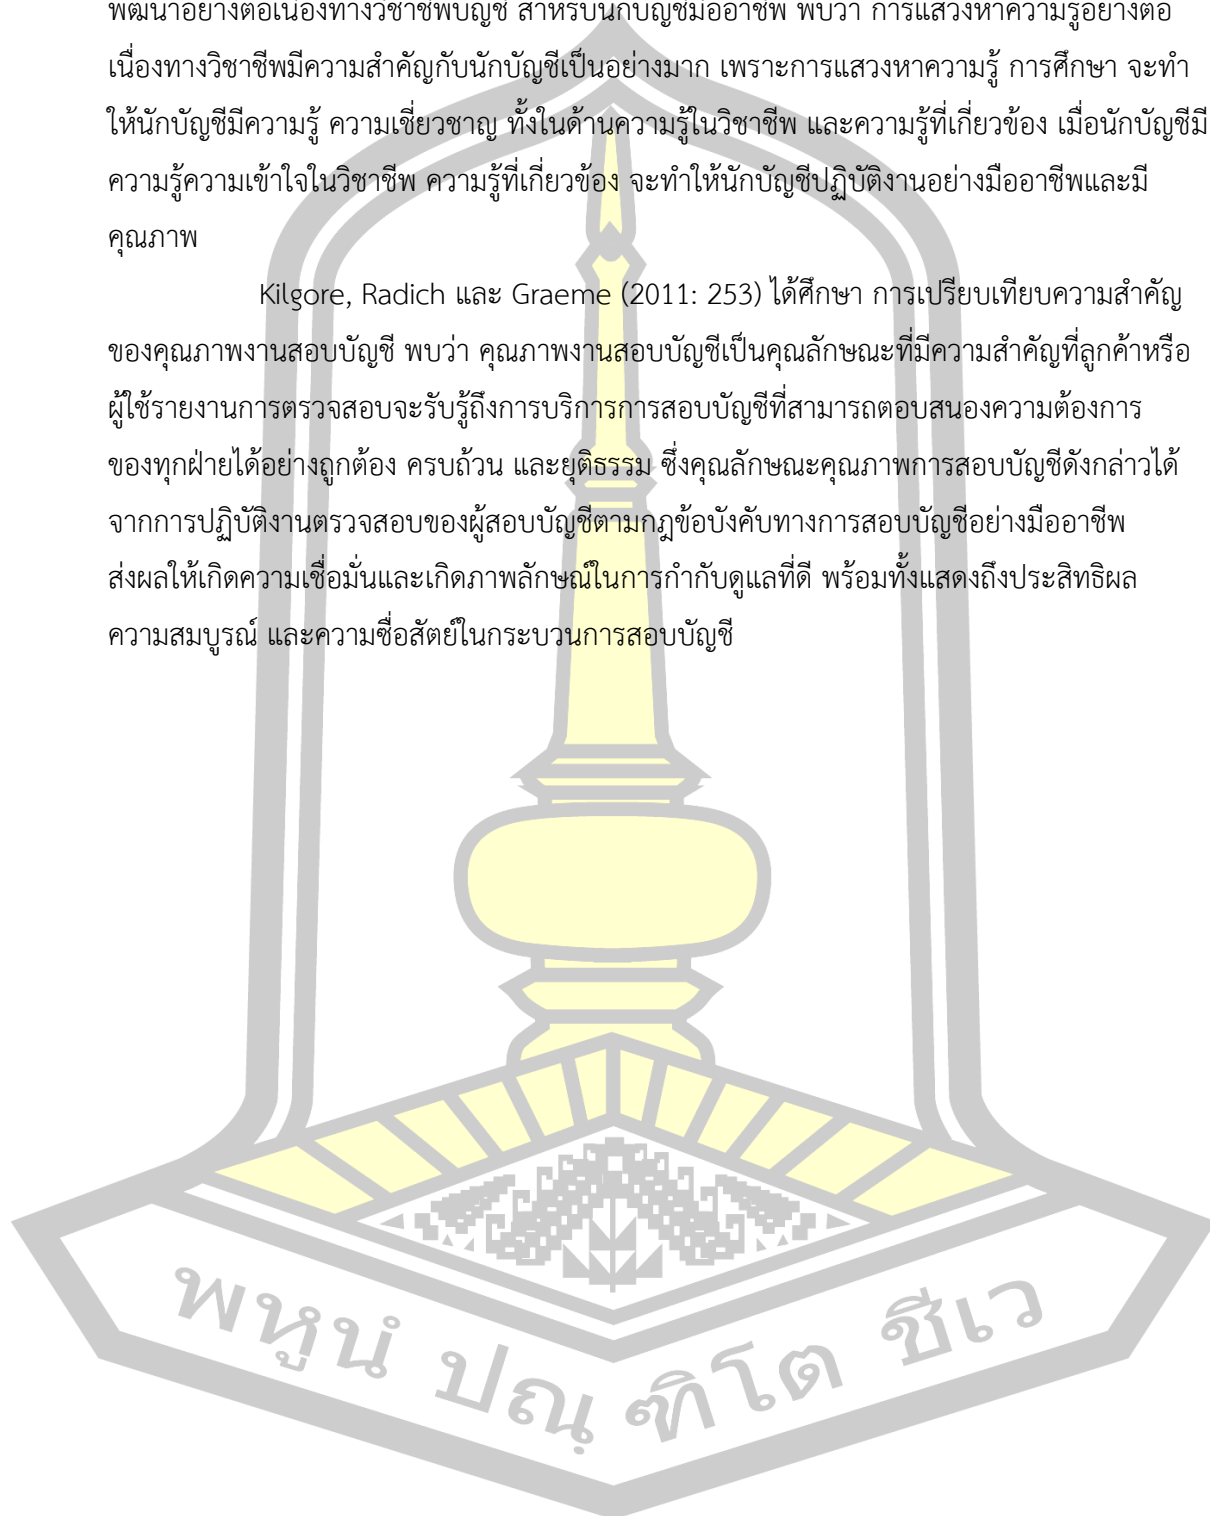 พัฒนาอย่างต่อเนื่องทางวิชาชีพบัญชี สำหรับนักบัญชีมืออาชีพ พบว่า การแสวงหาความรู้อย่างต่อ
เนื่องทางวิชาชีพมีความสำคัญกับนักบัญชีเป็นอย่างมาก เพราะการแสวงหาความรู้ การศึกษา จะทำ
ให้นักบัญชีมีความรู้ ความเชี่ยวชาญ ทั้งในด้านความรู้ในวิชาชีพ และความรู้ที่เกี่ยวข้อง เมื่อนักบัญชีมี
ความรู้ความเข้าใจในวิชาชีพ ความรู้ที่เกี่ยวข้อง จะทำให้นักบัญชีปฏิบัติงานอย่างมืออาชีพและมี
คุณภาพ
Kilgore, Radich และ Graeme (2011: 253) ได้ศึกษา การเปรียบเทียบความสำคัญ
ของคุณภาพงานสอบบัญชี พบว่า คุณภาพงานสอบบัญชีเป็นคุณลักษณะที่มีความสำคัญที่ลูกค้าหรือ
ผู้ใช้รายงานการตรวจสอบจะรับรู้ถึงการบริการการสอบบัญชีที่สามารถตอบสนองความต้องการ
ของทุกฝ่ายได้อย่างถูกต้อง ครบถ้วน และยุติธรรม ซึ่งคุณลักษณะคุณภาพการสอบบัญชีดังกล่าวได้
จากการปฏิบัติงานตรวจสอบของผู้สอบบัญชีตามกฎข้อบังคับทางการสอบบัญชีอย่างมืออาชีพ
ส่งผลให้เกิดความเชื่อมั่นและเกิดภาพลักษณ์ในการกำกับดูแลที่ดี พร้อมทั้งแสดงถึงประสิทธิผล
ความสมบูรณ์ และความซื่อสัตย์ในกระบวนการสอบบัญชี
พหูนํ ปณฺ ฑิโต ชีเว